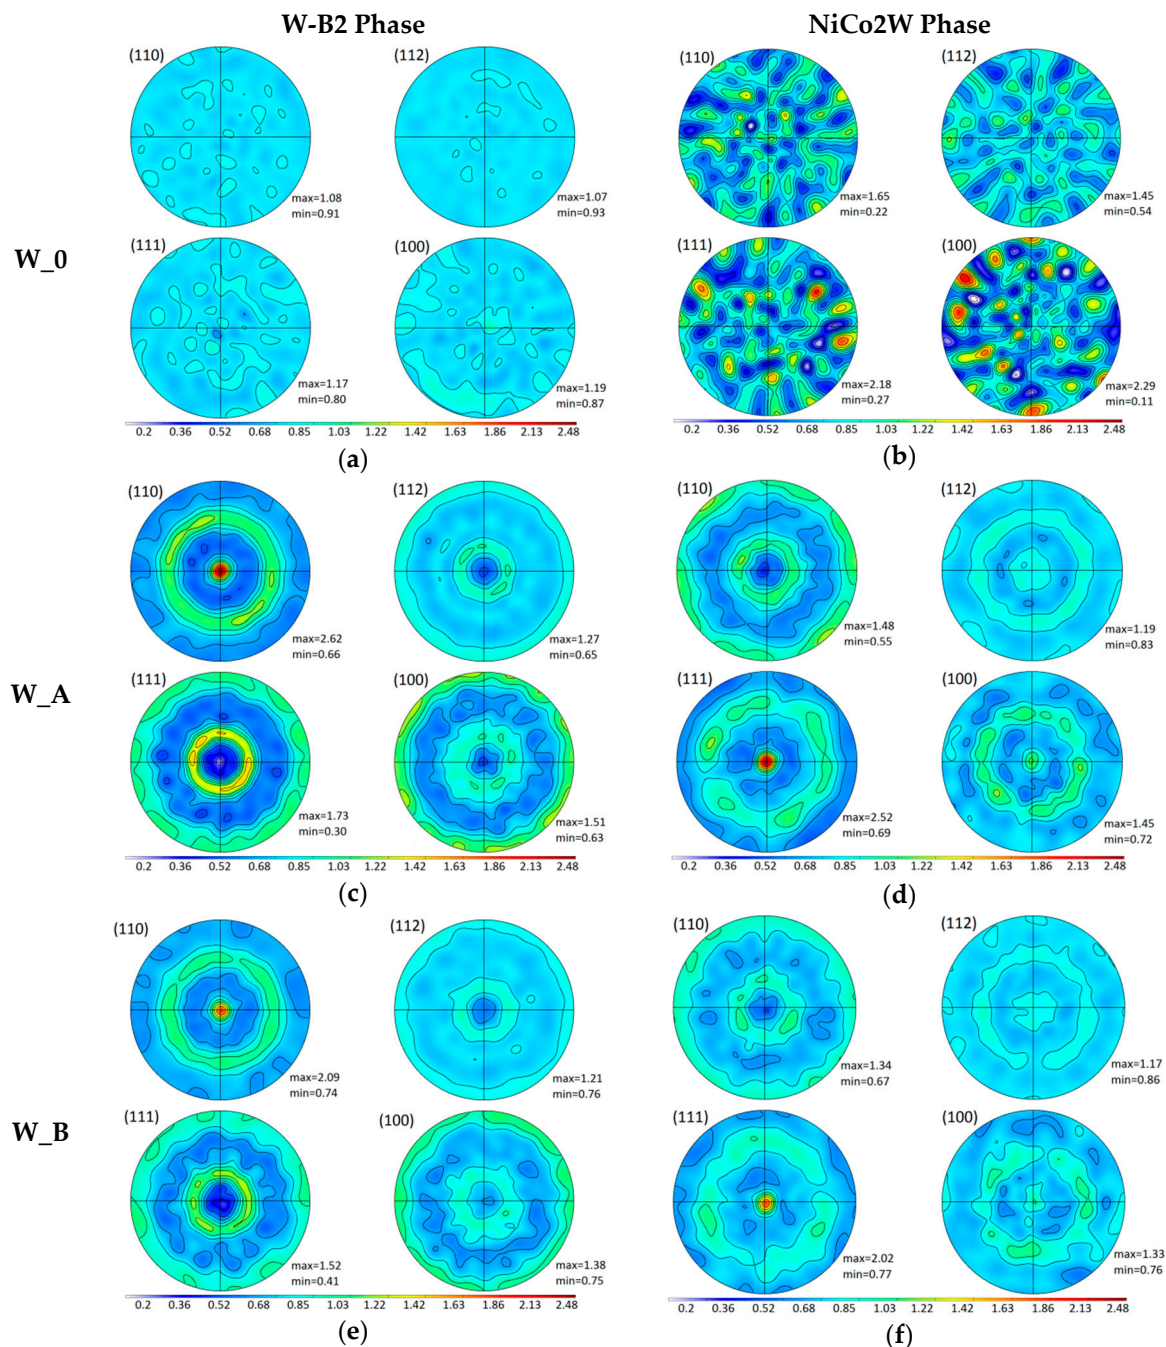 W-B2 Phase NiCo2W Phase
W_0
(110)
max=1.08
min=0.91
(112)
max=1.07
min=0.93
(111)
max=1.17
min=0.80
(100)
max=1.19
min=0.87
0.2 0.36 0.52 0.68 0.85 1.03 1.22 1.42 1.63 1.86 2.13 2.48
(a)
(110)
max=1.65
min=0.22
(112)
max=1.45
min=0.54
(111)
max=2.18
min=0.27
(100)
max=2.29
min=0.11
0.2 0.36 0.52 0.68 0.85 1.03 1.22 1.42 1.63 1.86 2.13 2.48
(b)
W_A
(110)
max=2.62
min=0.66
(112)
max=1.27
min=0.65
(111)
max=1.73
min=0.30
(100)
max=1.51
min=0.63
0.2 0.36 0.52 0.68 0.85 1.03 1.22 1.42 1.63 1.86 2.13 2.48
(c)
(110)
max=1.48
min=0.55
(112)
max=1.19
min=0.83
(111)
max=2.52
min=0.69
(100)
max=1.45
min=0.72
0.2 0.36 0.52 0.68 0.85 1.03 1.22 1.42 1.63 1.86 2.13 2.48
(d)
W_B
(110)
max=2.09
min=0.74
(112)
max=1.21
min=0.76
(111)
max=1.52
min=0.41
(100)
max=1.38
min=0.75
0.2 0.36 0.52 0.68 0.85 1.03 1.22 1.42 1.63 1.86 2.13 2.48
(e)
(110)
max=1.34
min=0.67
(112)
max=1.17
min=0.86
(111)
max=2.02
min=0.77
(100)
max=1.33
min=0.76
0.2 0.36 0.52 0.68 0.85 1.03 1.22 1.42 1.63 1.86 2.13 2.48
(f)